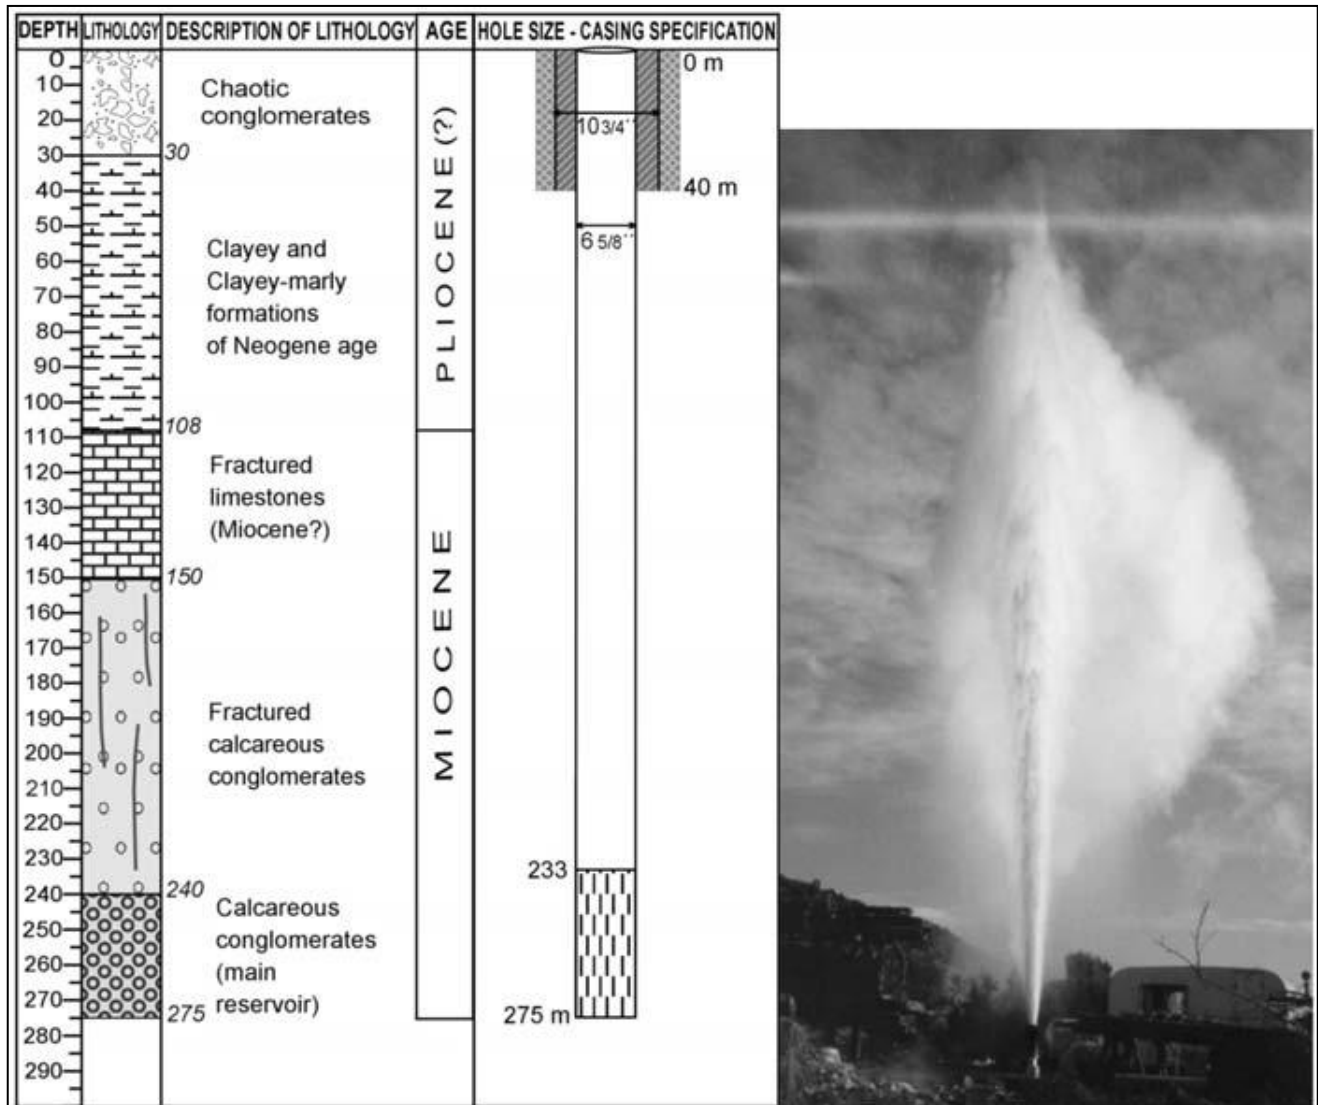 DEPTH LITHOLOGY DESCRIPTION OF LITHOLOGY AGE HOLE SIZE - CASING SPECIFICATION
0
10
20
30
40
50
60
70
80
90
100
110
120
130
140
150
160
170
180
190
200
210
220
230
240
250
260
270
280
290
30
108
150
240
275
Chaotic
conglomerates
Clayey and
Clayey-marly
formations
of Neogene age
Fractured
limestones
(Miocene?)
Fractured
calcareous
conglomerates
Calcareous
conglomerates
(main
reservoir)
PLIOCENE (?)
MIOCENE
0 m
10 3/4´´
40 m
6 5/8´´
233
275 m